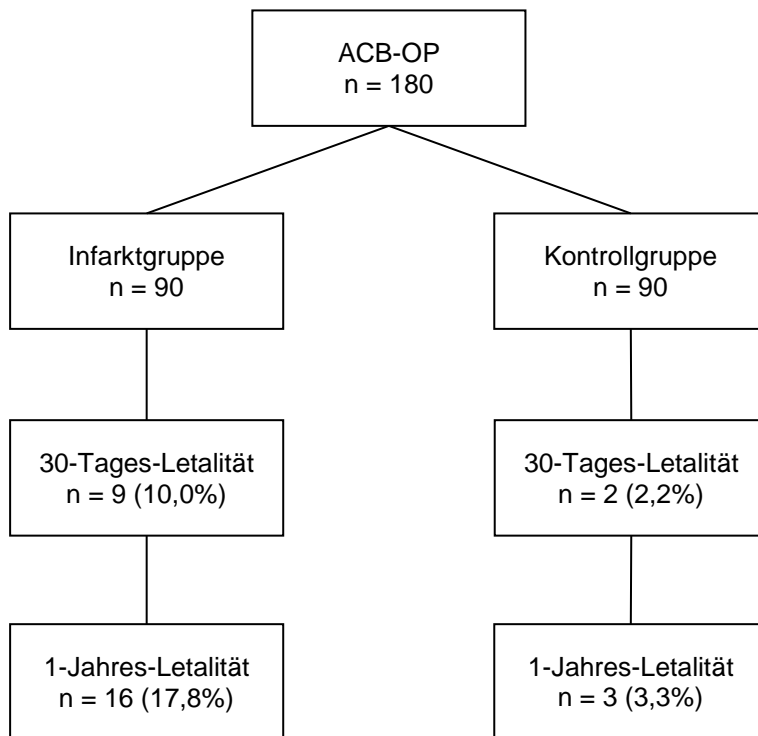 ACB-OP
n = 180
Infarktgruppe
n = 90
Kontrollgruppe
n = 90
30-Tages-Letalität
n = 9 (10,0%)
30-Tages-Letalität
n = 2 (2,2%)
1-Jahres-Letalität
n = 16 (17,8%)
1-Jahres-Letalität
n = 3 (3,3%)